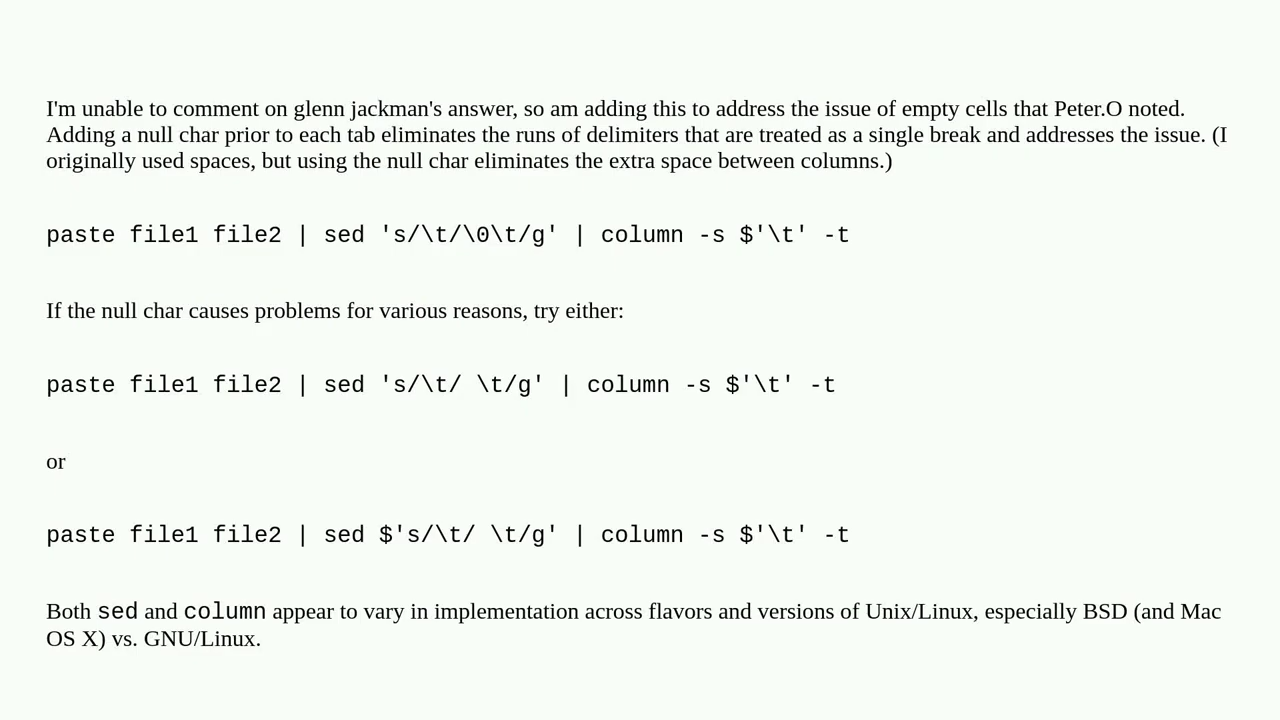 I'm unable to comment on glenn jackman's answer, so am adding this to address the issue of empty cells that Peter.O noted.
Adding a null char prior to each tab eliminates the runs of delimiters that are treated as a single break and addresses the issue. (I
originally used spaces, but using the null char eliminates the extra space between columns.)
paste file1 file2 | sed 's/\t/\0\t/g' | column -s $'\t' -t
If the null char causes problems for various reasons, try either:
paste file1 file2 | sed 's/\t/ \t/g' | column -s $'\t' -t
or
paste file1 file2 | sed $'s/\t/ \t/g' | column -s $'\t' -t
Both sed and column appear to vary in implementation across flavors and versions of Unix/Linux, especially BSD (and Mac
OS X) vs. GNU/Linux.